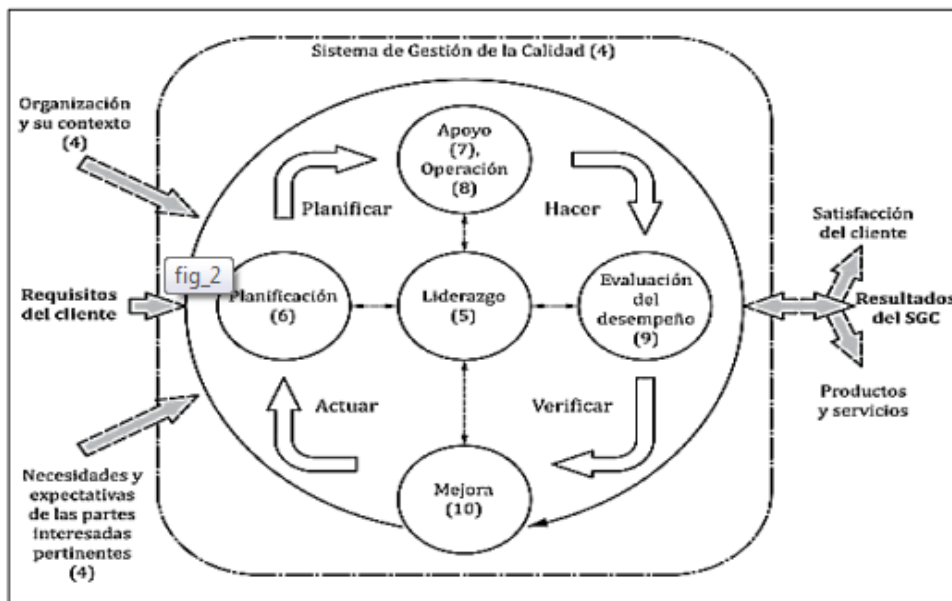 Sistema de Gestión de la Calidad (4)
Organización
y su contexto
(4)
Requisitos
del cliente
Necesidades y
expectativas
de las partes
interesadas
pertinentes
(4)
Planificar
Apoyo
(7),
Operación
(8)
Hacer
fig_2
Planificación
(6)
Liderazgo
(5)
Evaluación
del
desempeño
(9)
Actuar
Verificar
Mejora
(10)
Satisfacción
del cliente
Resultados
del SGC
Productos
y servicios